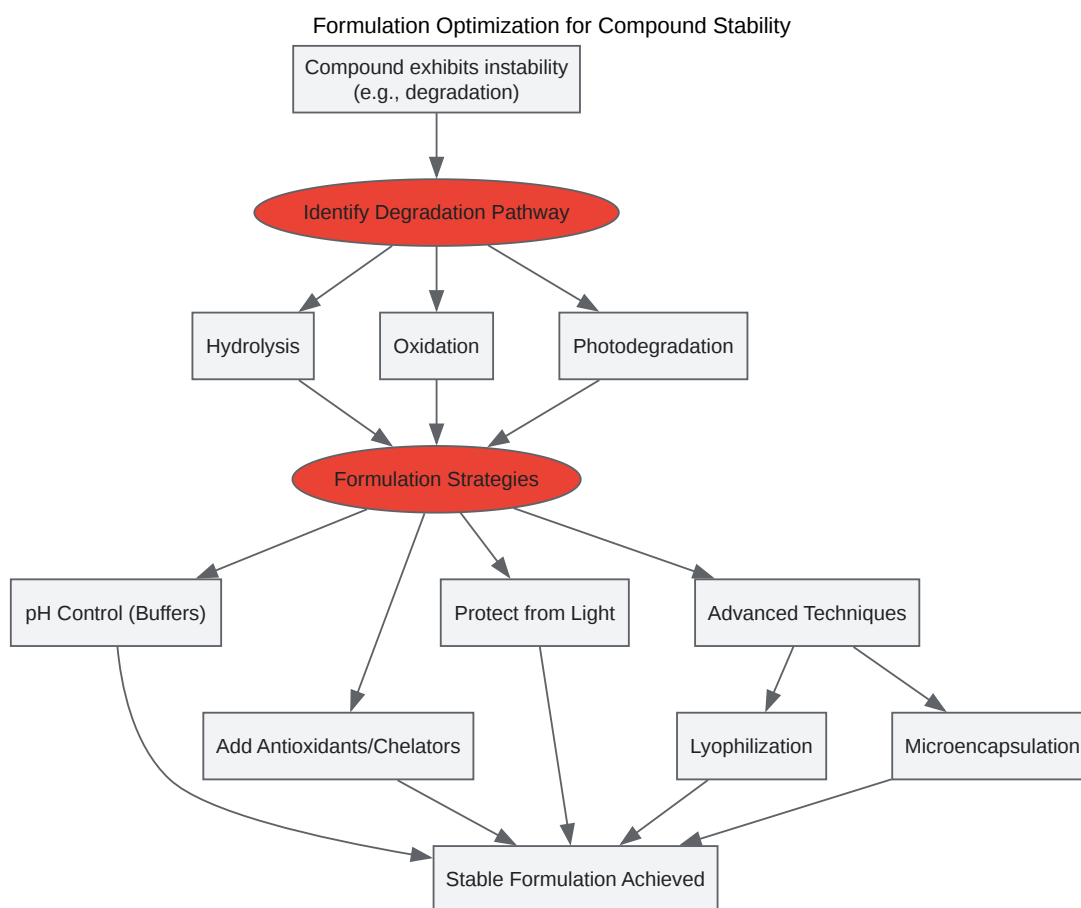 Formulation Optimization for Compound Stability
Compound exhibits instability
(e.g., degradation)
Identify Degradation Pathway
Hydrolysis
Oxidation
Photodegradation
Formulation Strategies
pH Control (Buffers)
Protect from Light
Advanced Techniques
Add Antioxidants/Chelators
Lyophilization
Microencapsulation
Stable Formulation Achieved